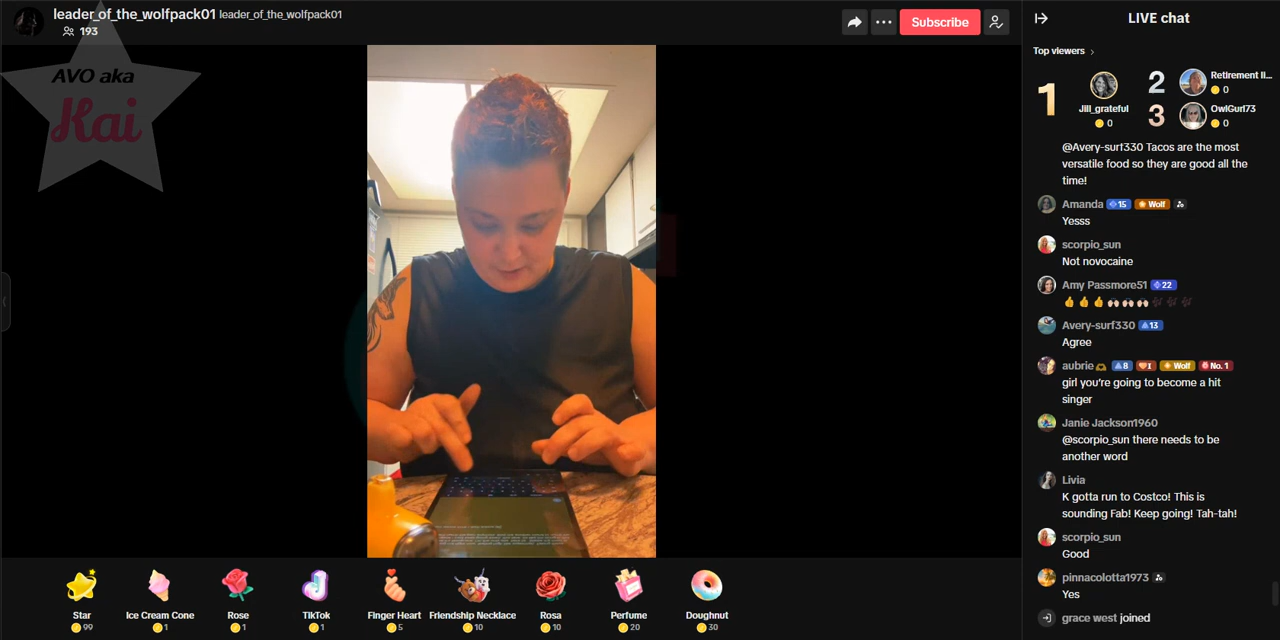 leader_of_the_wolfpack01 leader_of_the_wolfpack01
193
Subscribe
LIVE chat
AVO aka
Kai
Top viewers
1
Jill_grateful
0
2
Retirement li...
0
3
OwlGurl73
0
@Avery-surf330 Tacos are the most
versatile food so they are good all the
time!
Amanda 15 Wolf
Yesss
scorpio_sun
Not novocaine
Amy Passmore51 22
👍👍👍
Avery-surf330 13
Agree
aubrie 8 I Wolf No. 1
girl you're going to become a hit
singer
Janie Jackson1960
@scorpio_sun there needs to be
another word
Livia
K gotta run to Costco! This is
sounding Fab! Keep going! Tah-tah!
scorpio_sun
Good
pinnacolotta1973
Yes
grace west joined
Star
99
Ice Cream Cone
1
Rose
1
TikTok
1
Finger Heart
5
Friendship Necklace
10
Rosa
10
Perfume
20
Doughnut
30